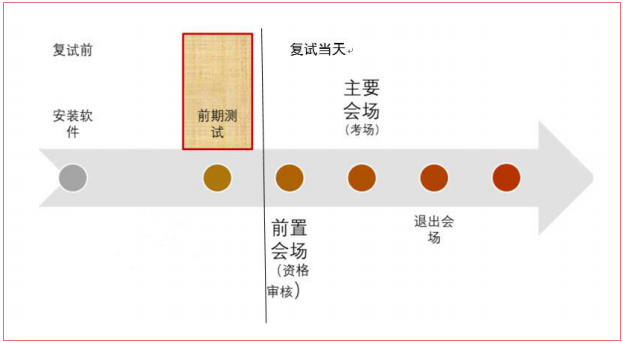 复试前
复试当天
安装软
件
前期测
试
主要
会场
(考场)
前置
会场
(资格
审核)
退出会
场